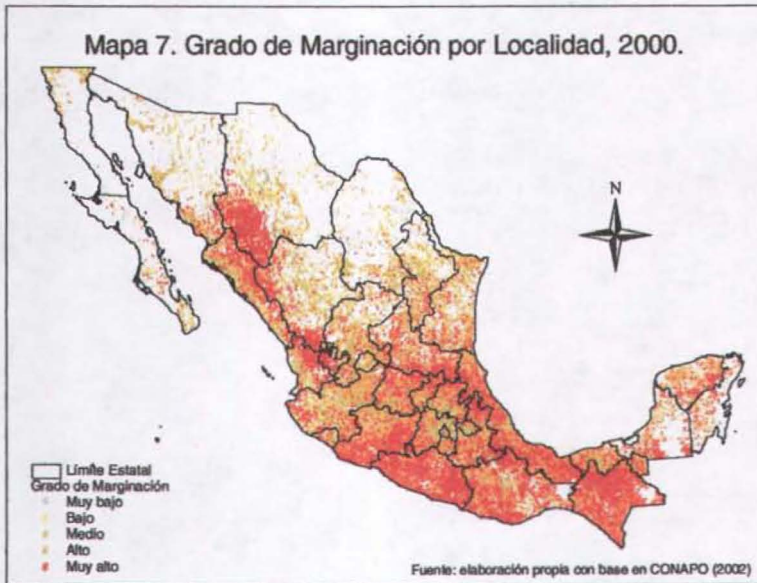 Mapa 7. Grado de Marginación por Localidad, 2000.
N
Límite Estatal
Grado de Marginación
Muy bajo
Bajo
Medio
Alto
Muy alto
Fuente: elaboración propia con base en CONAPO (2002)